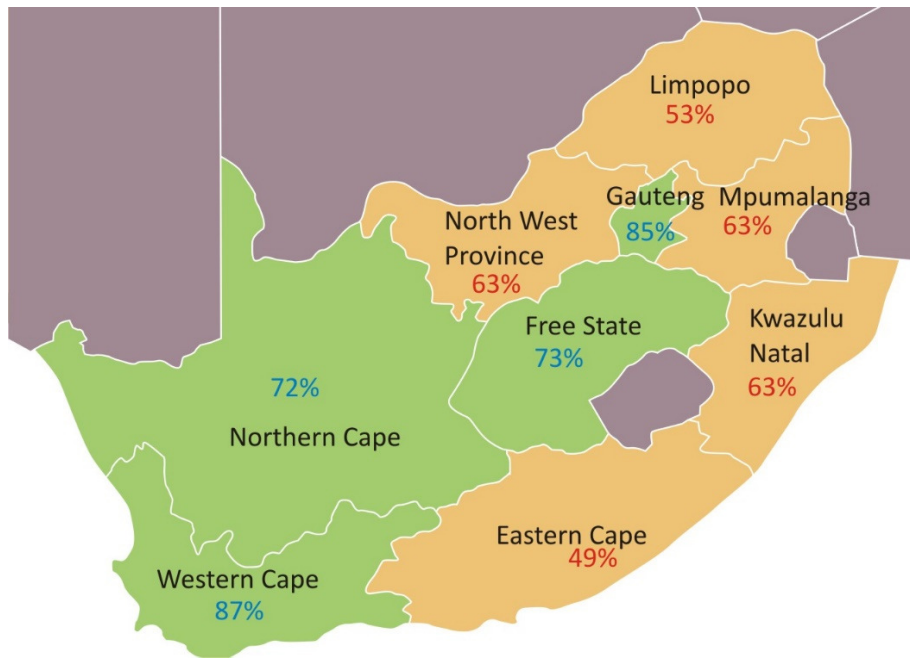 Limpopo
53%
Gauteng
85%
Mpumalanga
63%
North West
Province
63%
Free State
73%
Kwazulu
Natal
63%
72%
Northern Cape
Eastern Cape
49%
Western Cape
87%